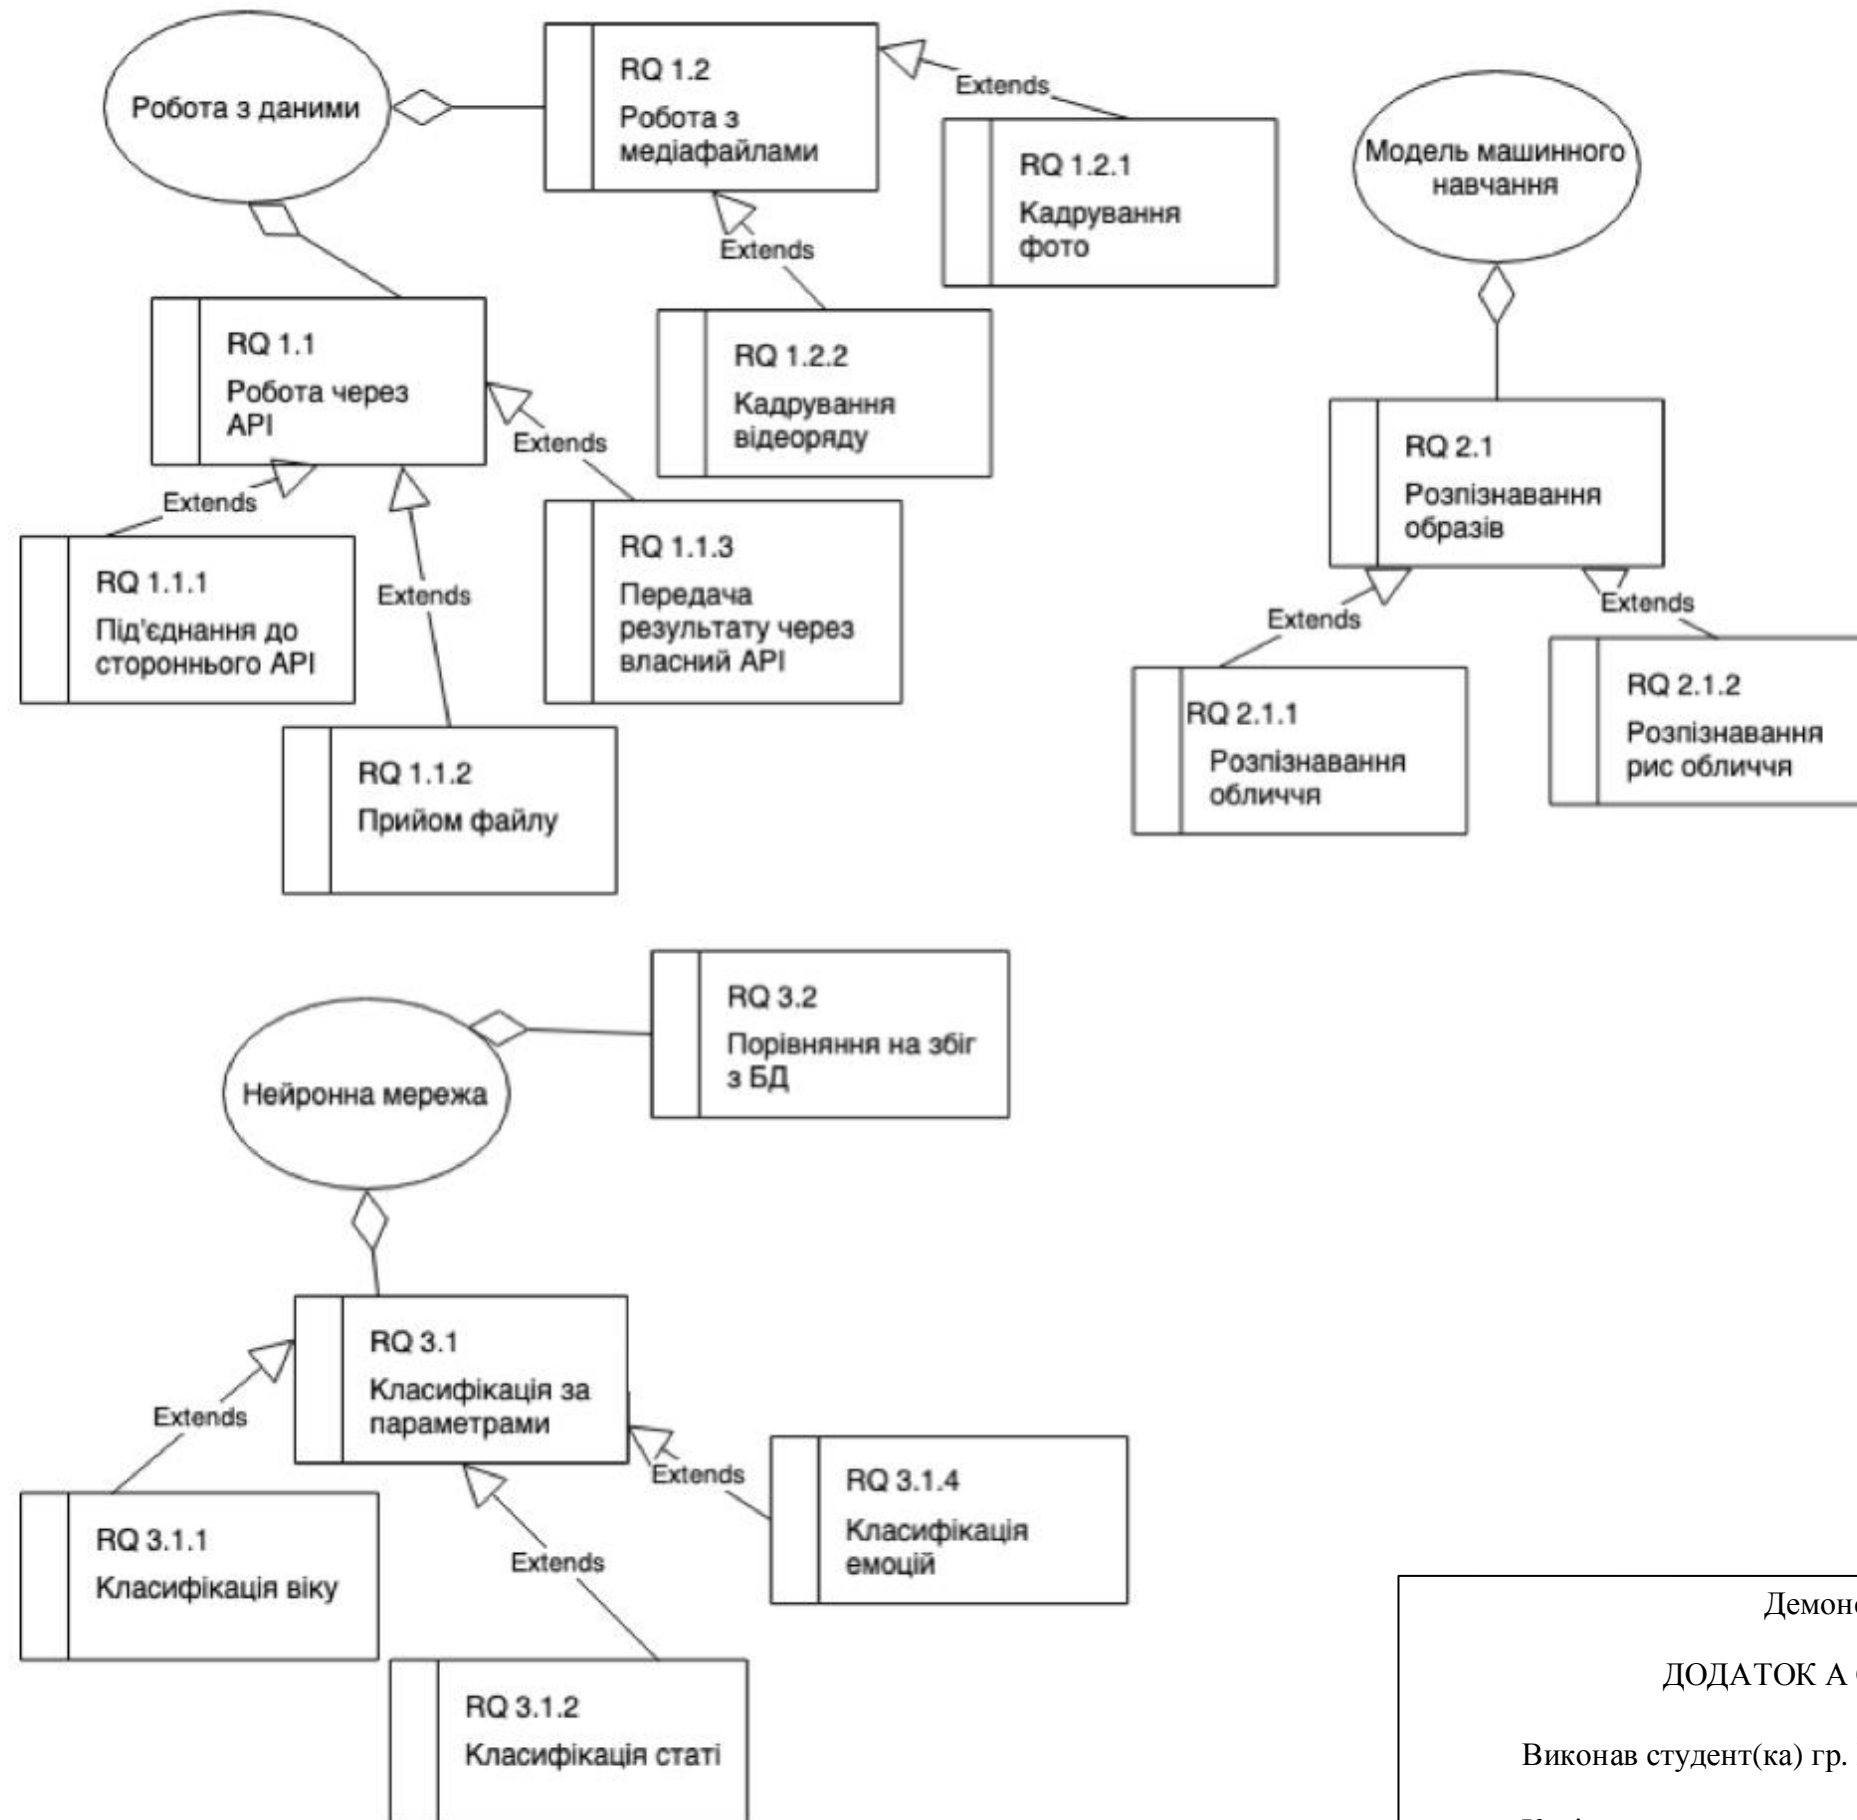 Робота з даними
RQ 1.2
Робота з
медіафайлами
Extends
RQ 1.2.1
Кадрування
фото
Модель машинного
навчання
Extends
RQ 1.1
Робота через
API
RQ 1.2.2
Кадрування
відеоряду
Extends
Extends
RQ 1.1.1
Під'єднання до
стороннього API
Extends
RQ 1.1.3
Передача
результату через
власний API
RQ 1.1.2
Прийом файлу
RQ 2.1
Розпізнавання
образів
Extends
Extends
RQ 2.1.1
Розпізнавання
обличчя
RQ 2.1.2
Розпізнавання
рис обличчя
Нейронна мережа
RQ 3.2
Порівняння на збіг
з БД
RQ 3.1
Класифікація за
параметрами
Extends
Extends
Extends
RQ 3.1.1
Класифікація віку
RQ 3.1.4
Класифікація
емоцій
RQ 3.1.2
Класифікація статі
ДОДАТОК А
Виконав студент(ка) гр.